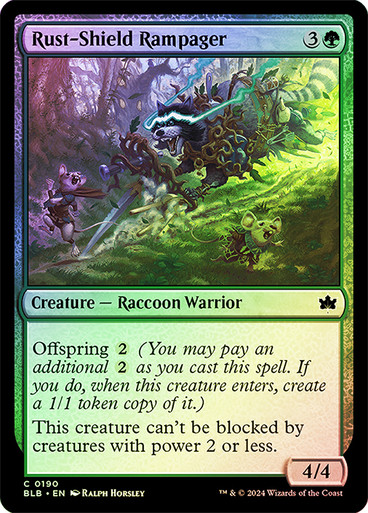 Rust-Shield Rampager 3
Creature — Raccoon Warrior
Offspring 2 (You may pay an
additional 2 as you cast this spell. If
you do, when this creature enters, create
a 1/1 token copy of it.)
This creature can't be blocked by
creatures with power 2 or less.
4/4
C 0190
BLB • EN Ralph Horsley ™ & © 2024 Wizards of the Coast